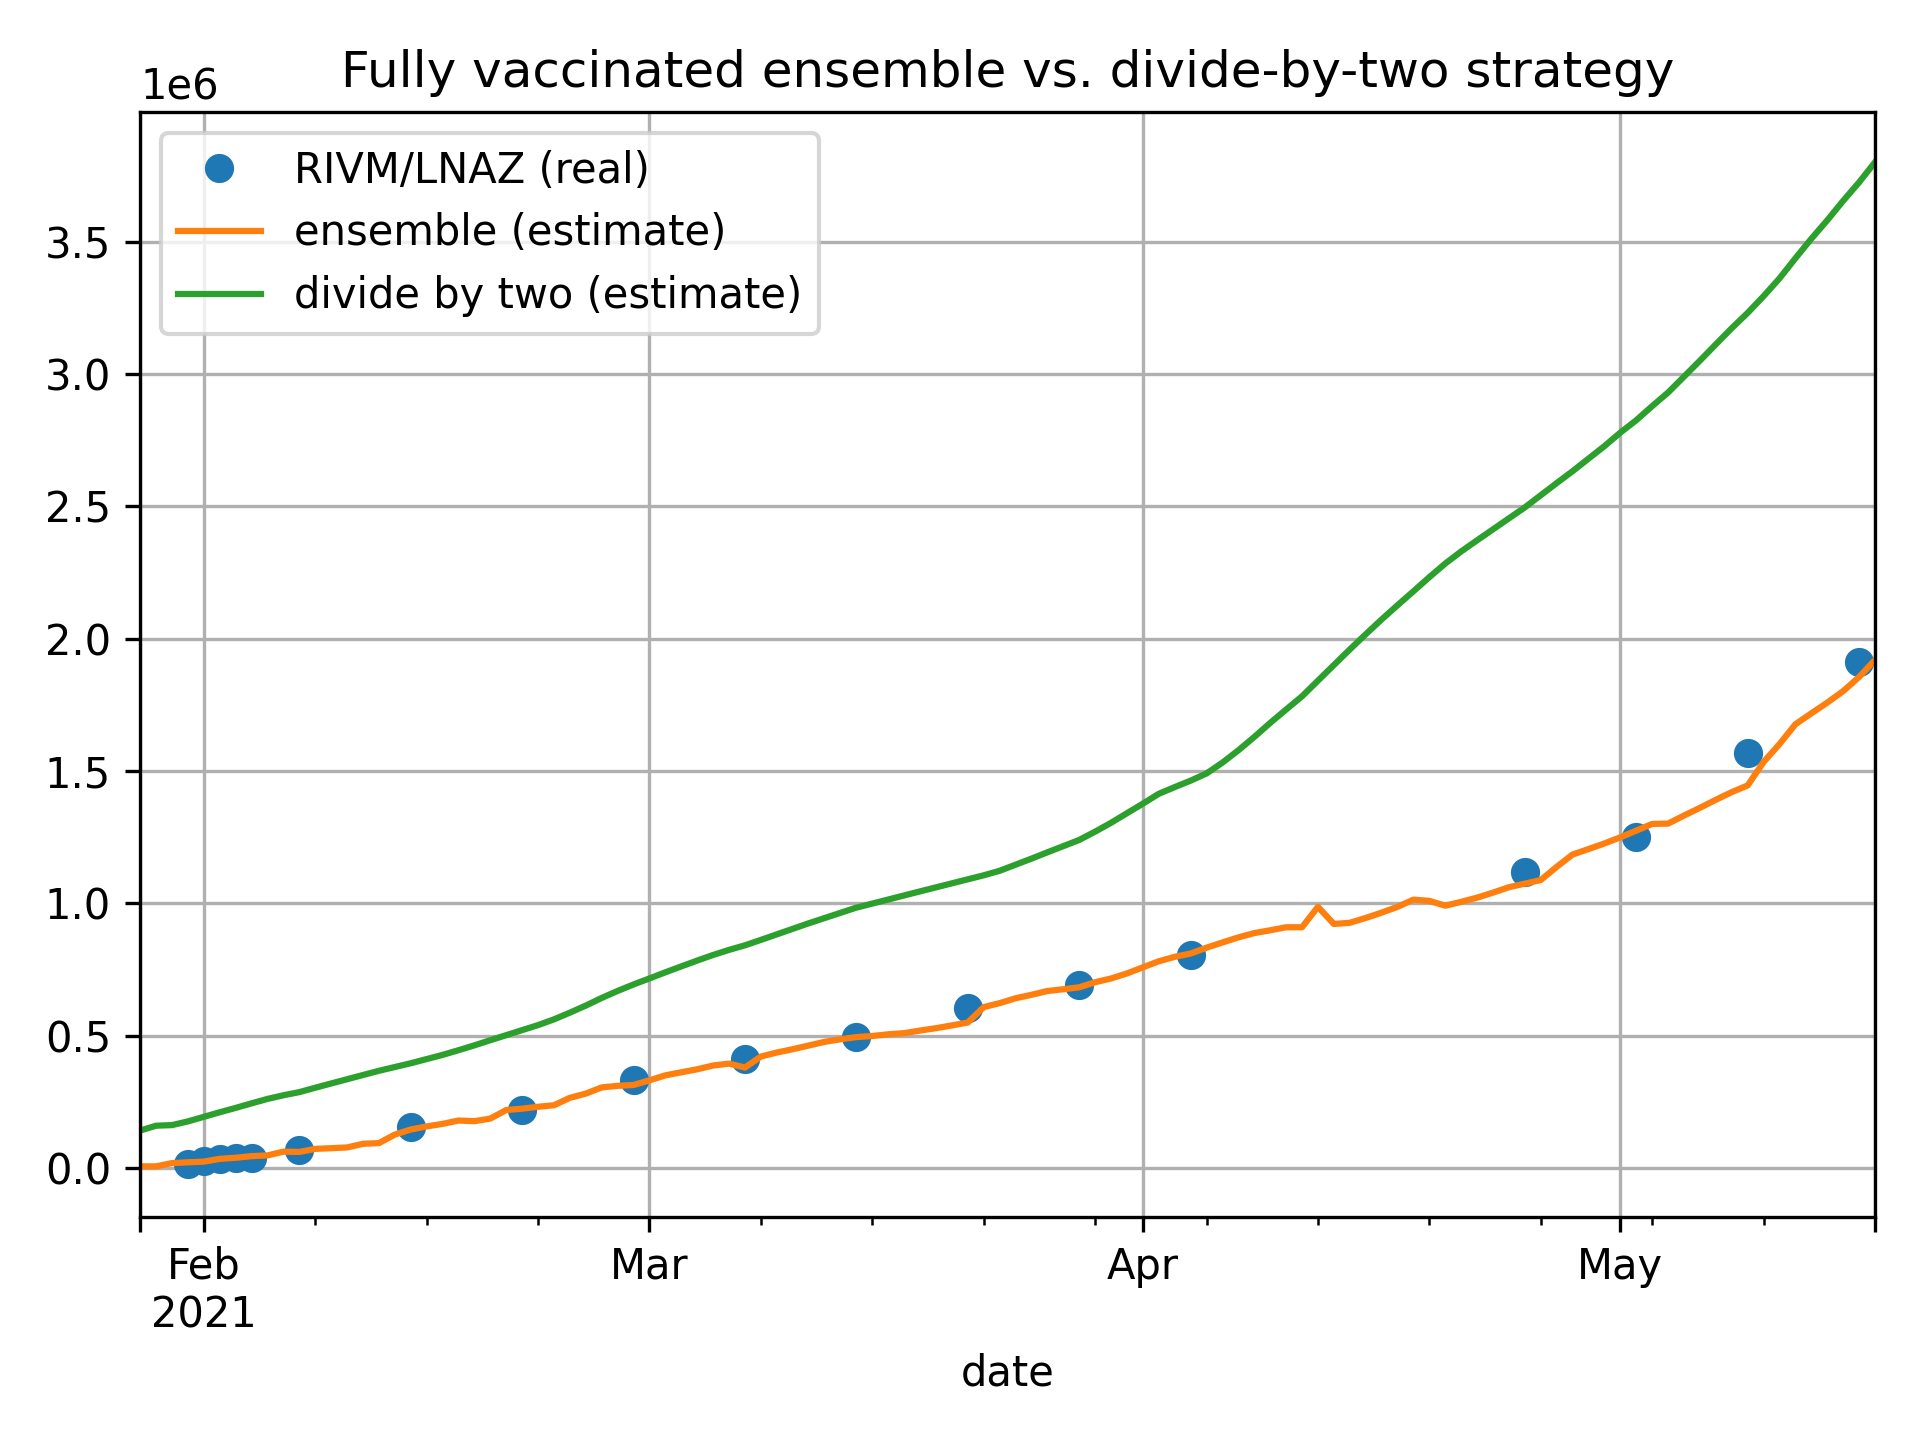 Fully vaccinated ensemble vs. divide-by-two strategy
1e6
RIVM/LNAZ (real)
ensemble (estimate)
divide by two (estimate)
3.5
3.0
2.5
2.0
1.5
1.0
0.5
0.0
Feb Mar Apr May
2021
date